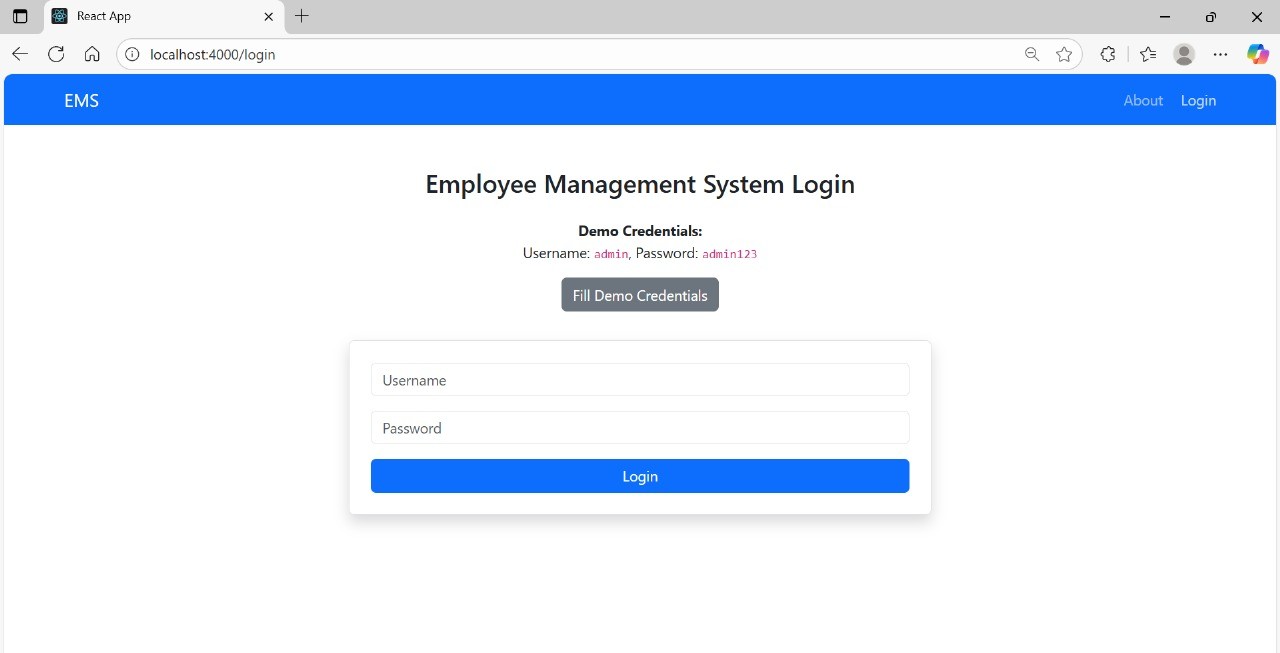 React App
localhost:4000/login
EMS
About Login
Employee Management System Login
Demo Credentials:
Username: admin, Password: admin123
Fill Demo Credentials
Username
Password
Login